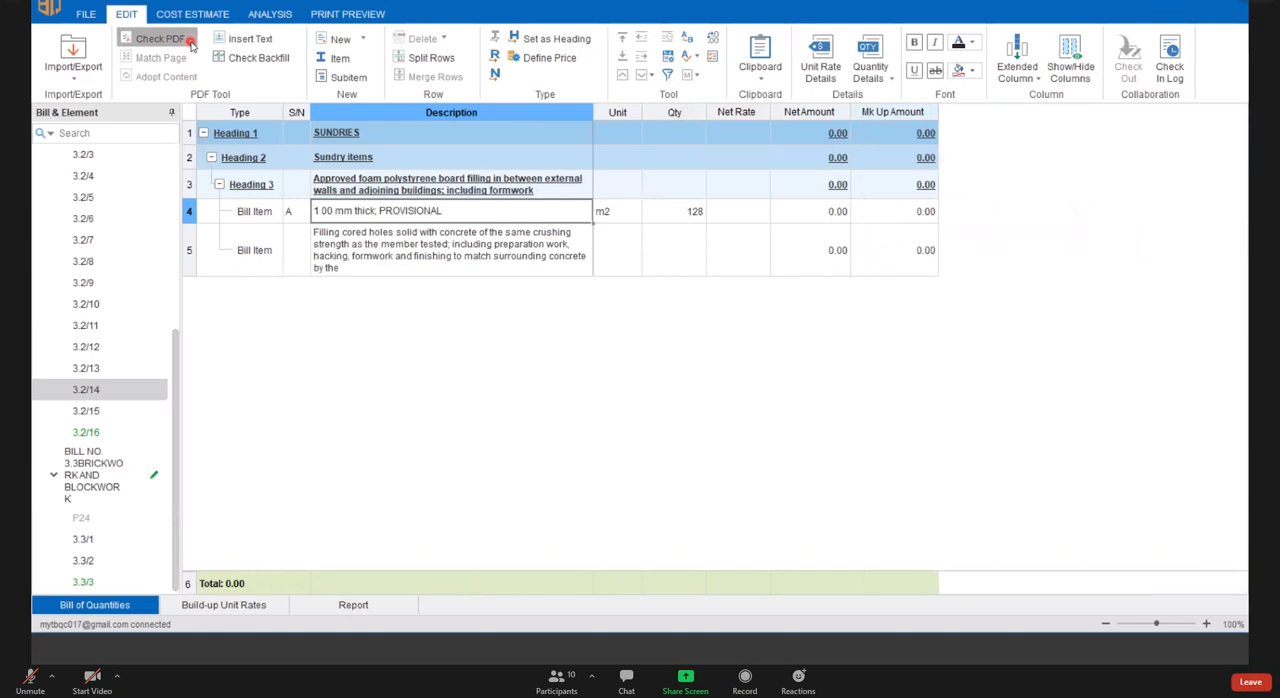 FILE EDIT COST ESTIMATE ANALYSIS PRINT PREVIEW
Check PDF Insert Text New Delete Set as Heading B I A
Import/Export Match Page Check Backfill Item Split Rows Define Price Clipboard Unit Rate Details Quantity Details Extended Column Show/Hide Columns Check Out Check In Log
Adopt Content Subitem Merge Rows N M U ab
Import/Export PDF Tool New Row Type Tool Clipboard Details Font Column Collaboration
Bill & Element Type S/N Description Unit Qty Net Rate Net Amount Mk Up Amount
Search 1 Heading 1 SUNDRIES 0.00 0.00
3.2/3
2 Heading 2 Sundry items 0.00 0.00
3.2/4
3 Heading 3 Approved foam polystyrene board filling in between external
walls and adjoining buildings; including formwork 0.00 0.00
3.2/5
4 Bill Item A 1 00 mm thick; PROVISIONAL m2 128 0.00 0.00
3.2/6
5 Bill Item Filling cored holes solid with concrete of the same crushing
strength as the member tested; including preparation work,
hacking, formwork and finishing to match surrounding concrete
by the 0.00 0.00
3.2/7
3.2/8
3.2/9
3.2/10
3.2/11
3.2/12
3.2/13
3.2/14
3.2/15
3.2/16
BILL NO.
3.3BRICKWO
RK AND
BLOCKWOR
K
P24
3.3/1
3.3/2
3.3/3
6 Total: 0.00
Bill of Quantities Build-up Unit Rates Report
mytbqc017@gmail.com connected 100%
Unmute Start Video Participants 10 Chat Share Screen Record Reactions Leave